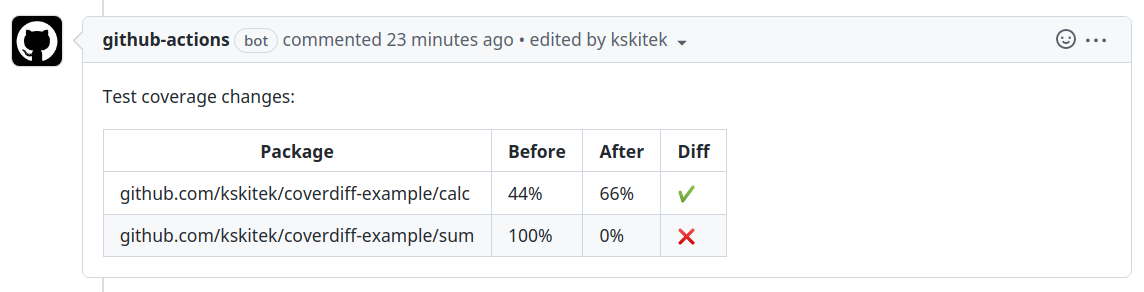 github-actions bot commented 23 minutes ago • edited by kskitek
Test coverage changes:
Package Before After Diff
github.com/kskitek/coverdiff-example/calc 44% 66% ✔
github.com/kskitek/coverdiff-example/sum 100% 0% ❌